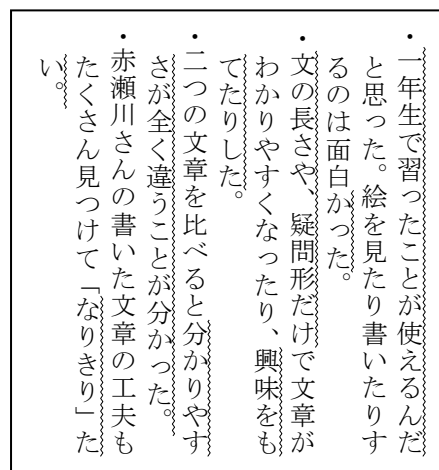 ・一年生で習ったことが使えるんだ
と思った。絵を見たり書いたりす
るのは面白かった。
・文の長さや、疑問形だけで文章が
わかりやすくなったり、興味をも
てたりした。
・二つの文章を比べると分かりやす
さが全く違うことが分かった。
・赤瀬川さんの書いた文章の工夫も
たくさん見つけて「なりきり」た
い。